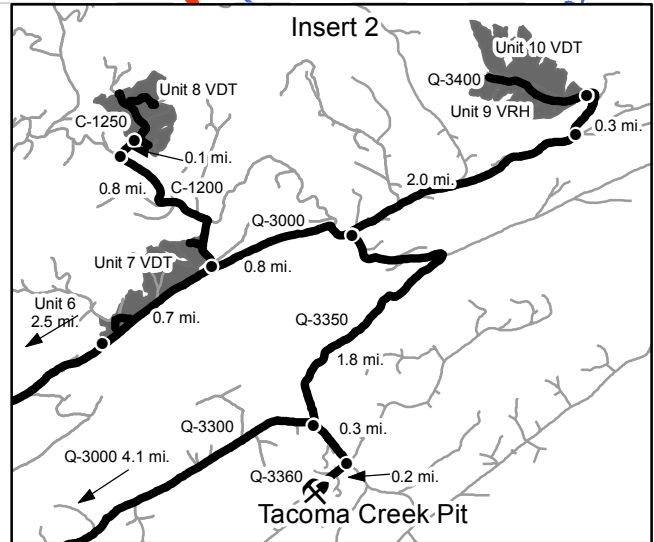 Insert 2
Unit 10 VDT
Q-3400
Unit 9 VRH
0.3 mi.
Unit 8 VDT
C-1250
0.1 mi.
0.8 mi.
C-1200
2.0 mi.
Q-3000
0.8 mi.
Unit 7 VDT
Unit 6
2.5 mi.
0.7 mi.
Q-3350
1.8 mi.
Q-3300
0.3 mi.
Q-3000 4.1 mi.
Q-3360
0.2 mi.
Tacoma Creek Pit